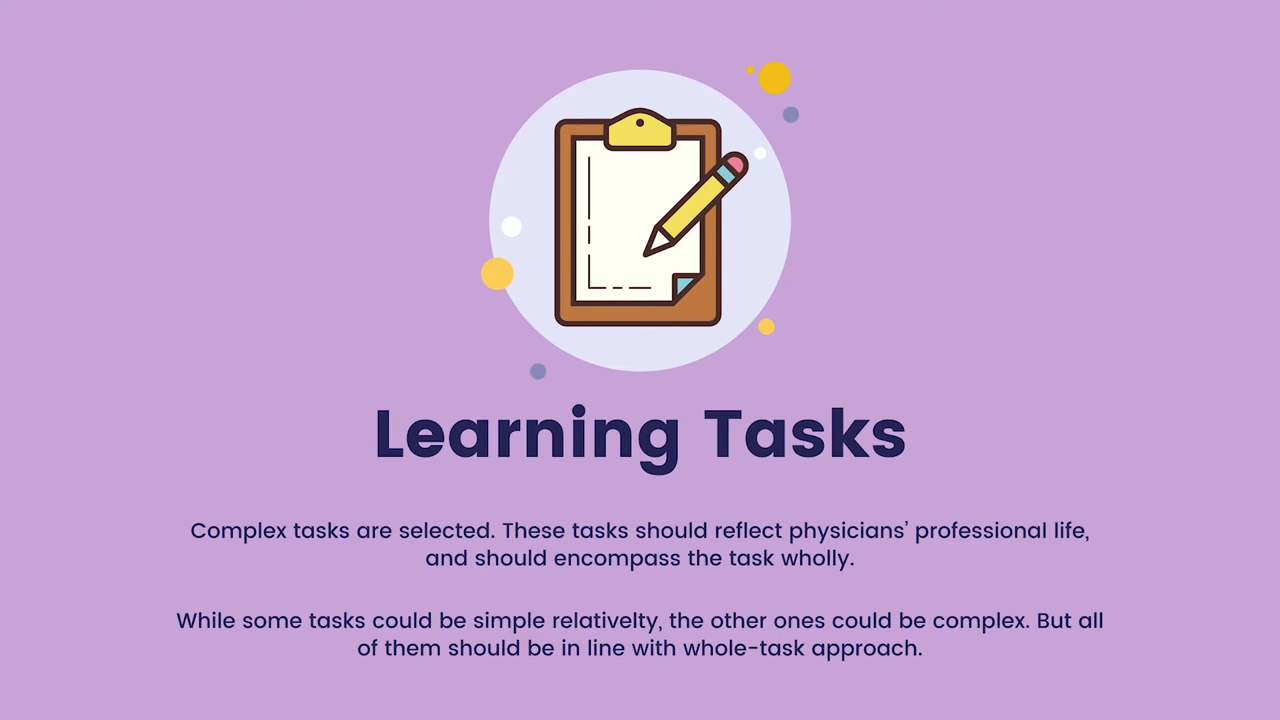 Learning Tasks
Complex tasks are selected. These tasks should reflect physicians’ professional life,
and should encompass the task wholly.
While some tasks could be simple relativelty, the other ones could be complex. But all
of them should be in line with whole-task approach.